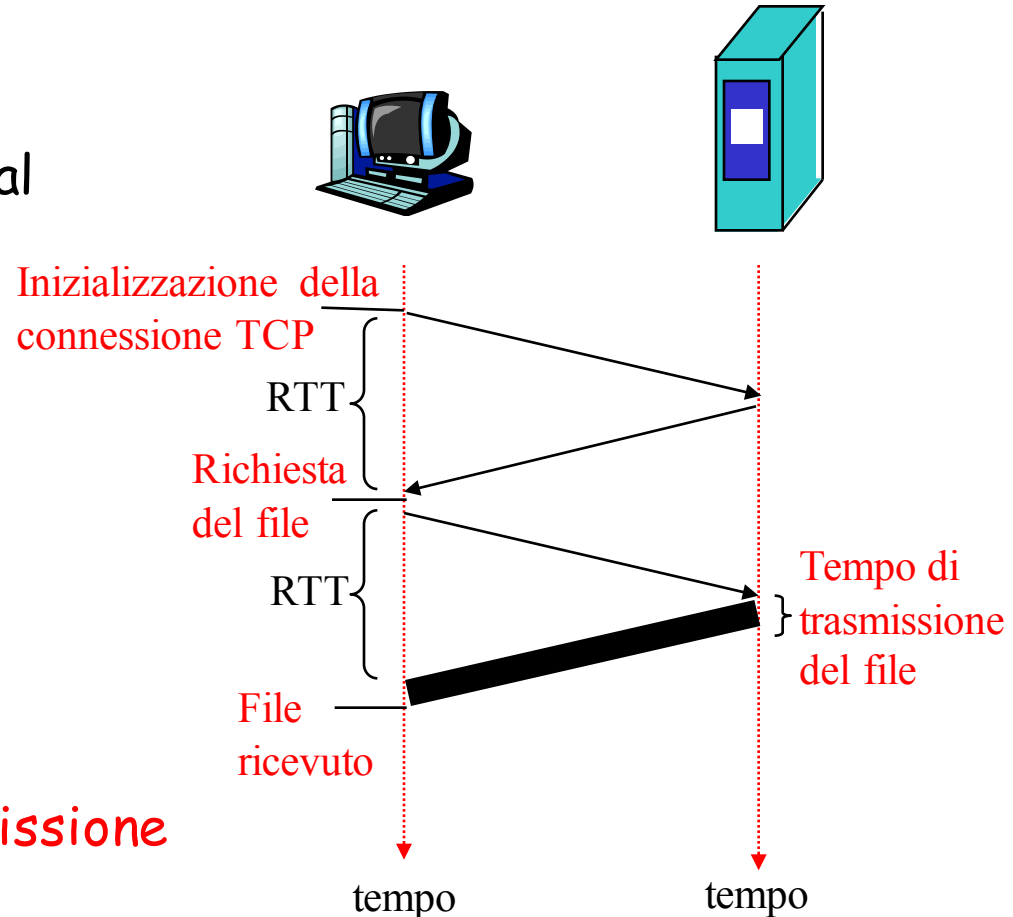 al
Inizializzazione della
connessione TCP
RTT
Richiesta
del file
RTT
Tempo di
trasmissione
del file
File
ricevuto
issione
tempo
tempo